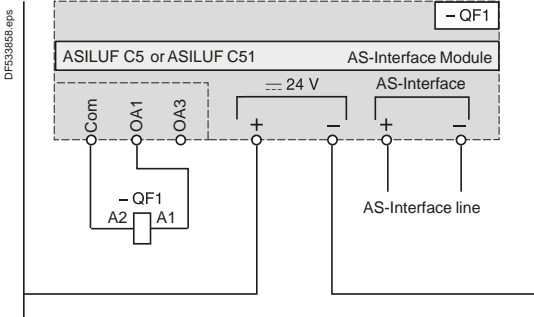 DF533858.eps
– QF1
ASILUF C5 or ASILUF C51 AS-Interface Module
24 V AS-Interface
Com OA1 OA3 + – + –
– QF1
A2 A1
AS-Interface line